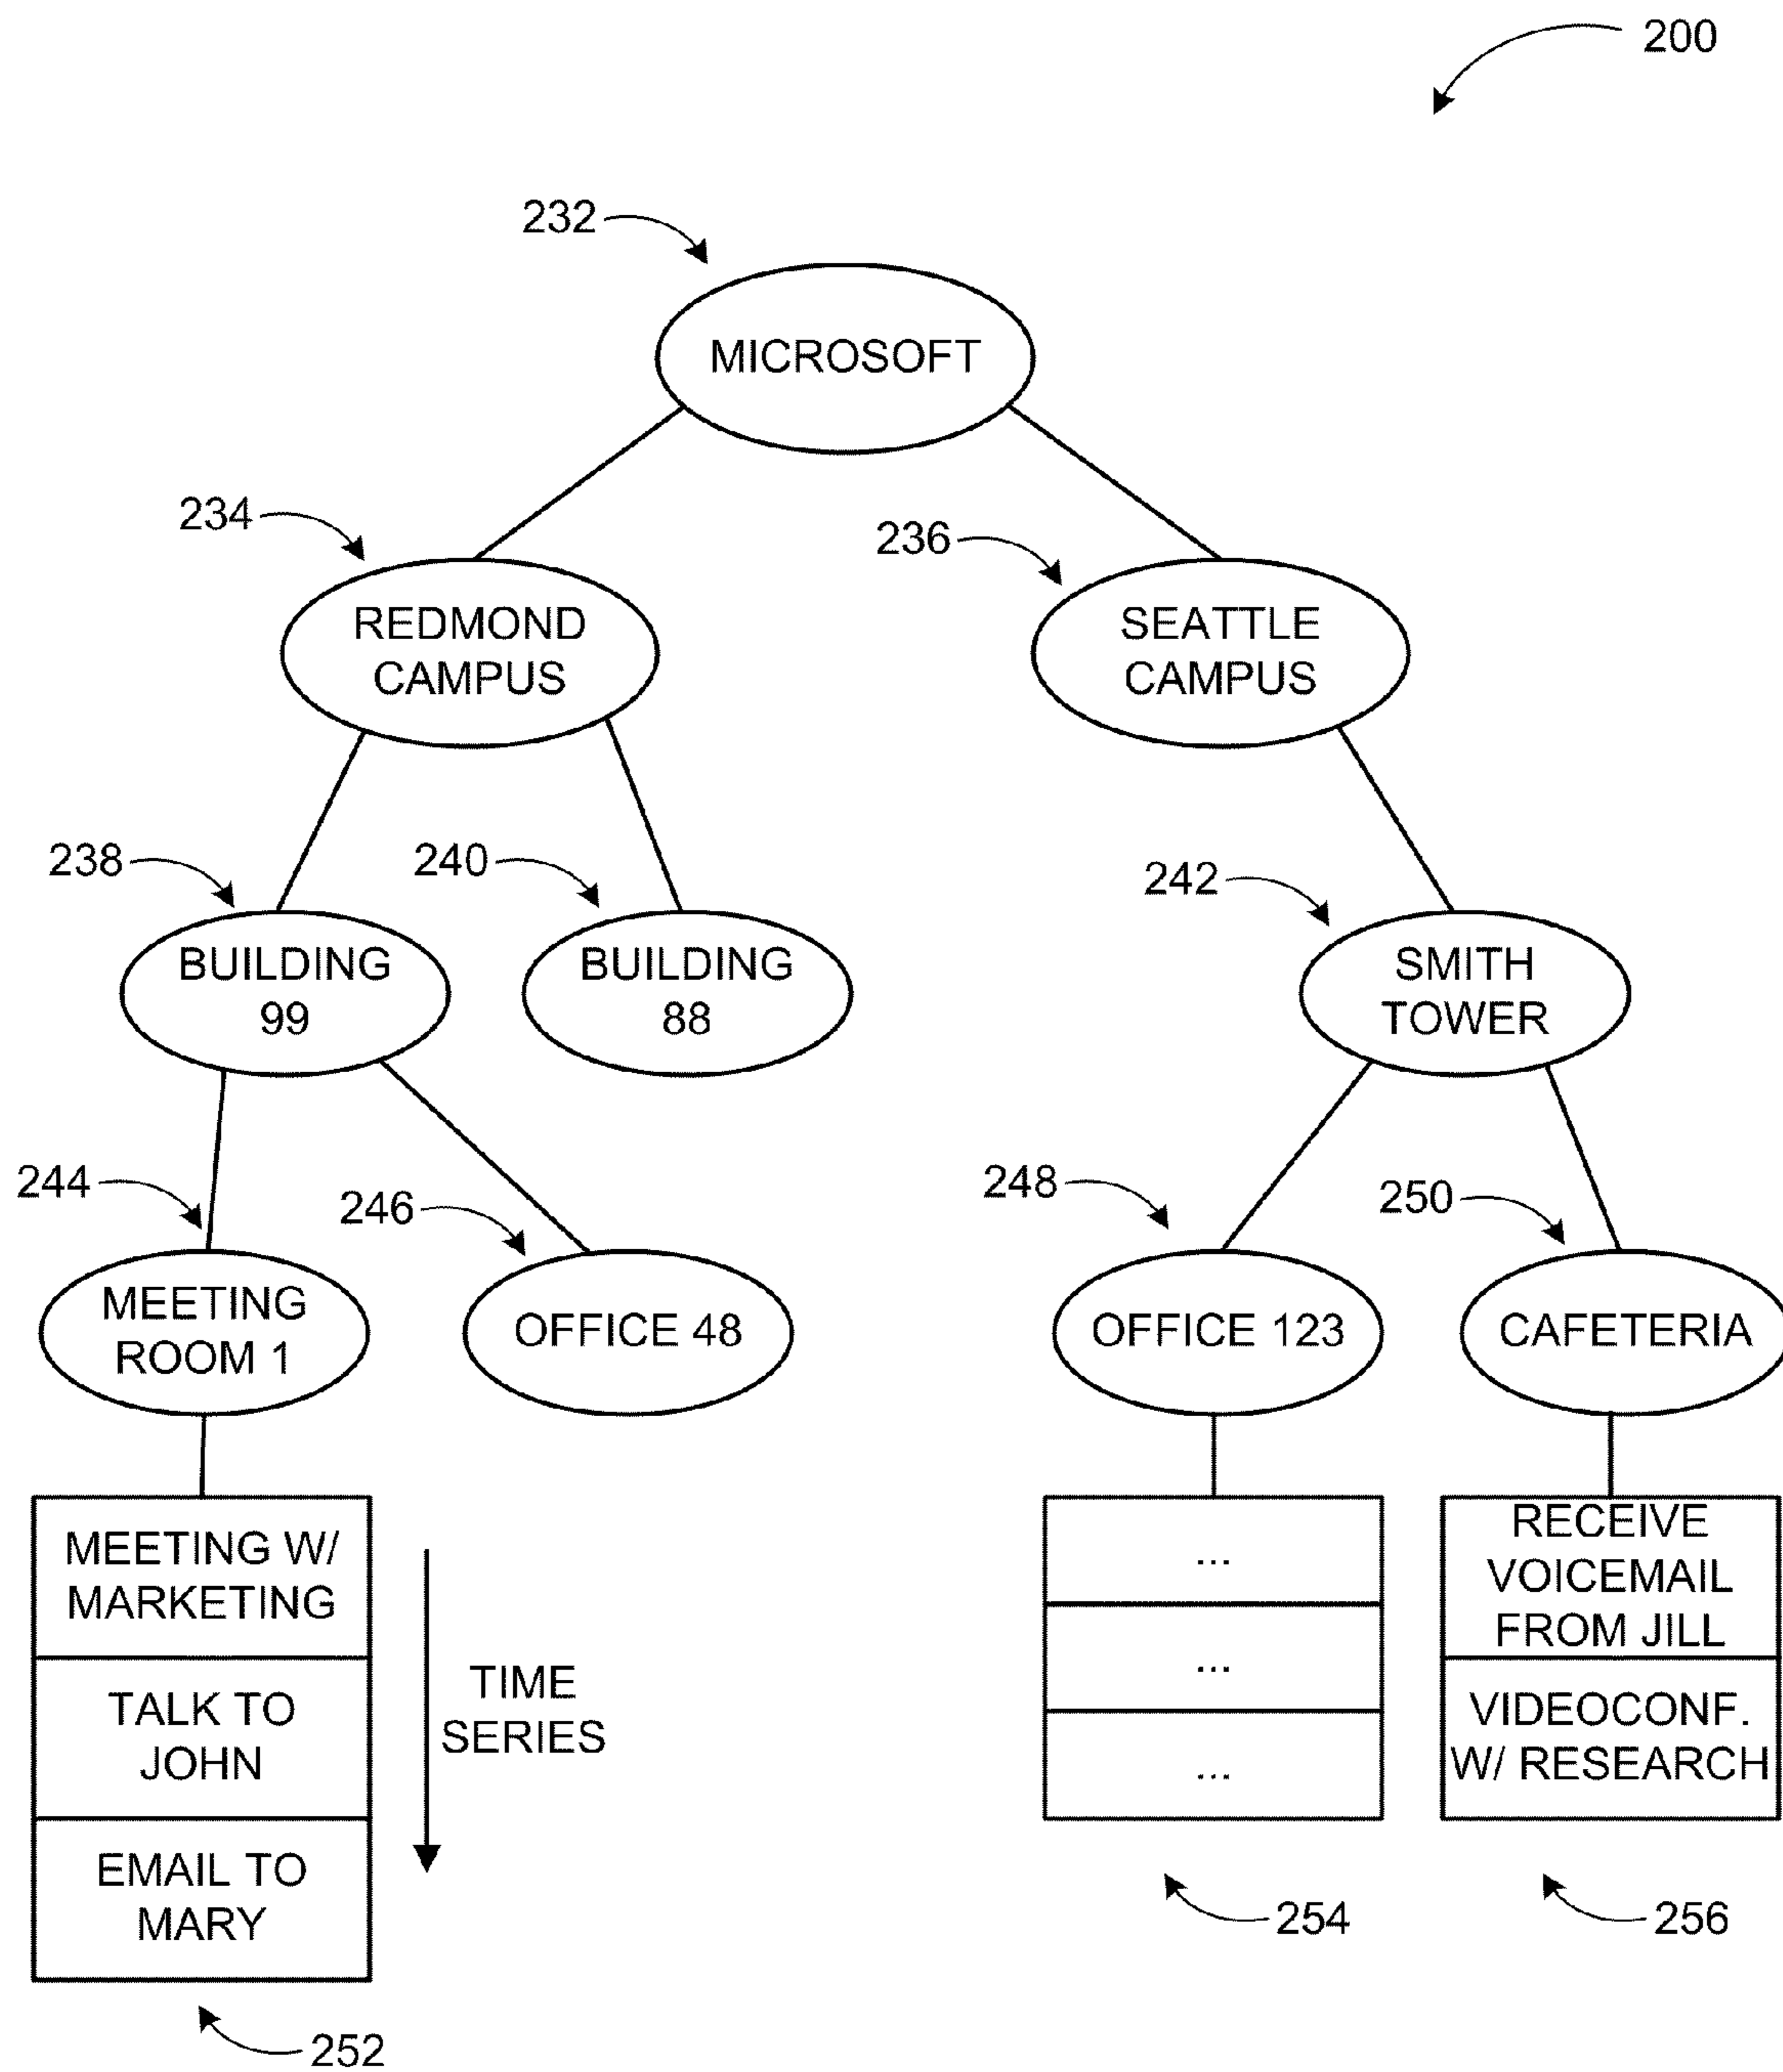 200
232
MICROSOFT
234
236
REDMOND
CAMPUS
SEATTLE
CAMPUS
238
240
242
BUILDING
99
BUILDING
88
SMITH
TOWER
244
246
248
250
MEETING
ROOM 1
OFFICE 48
OFFICE 123
CAFETERIA
MEETING W/
MARKETING
TALK TO
JOHN
EMAIL TO
MARY
TIME
SERIES
...
...
...
RECEIVE
VOICEMAIL
FROM JILL
VIDEOCONF.
W/ RESEARCH
252
254
256